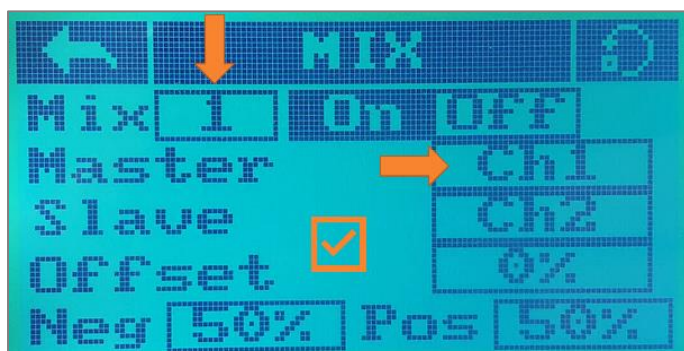 MIX
Mix 1 On Off
Master Ch1
Slave Ch2
Offset 0%
Neg 50% Pos 50%